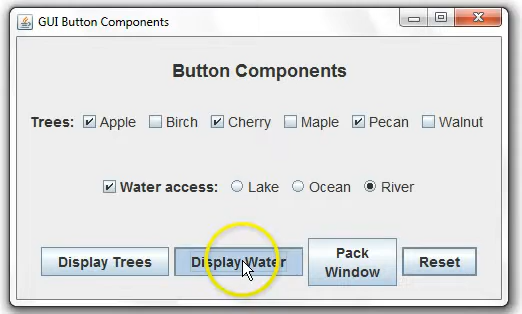 GUI Button Components
Button Components
Trees: Apple Birch Cherry Maple Pecan Walnut
Water access: Lake Ocean River
Display Trees Display Water Pack Window Reset